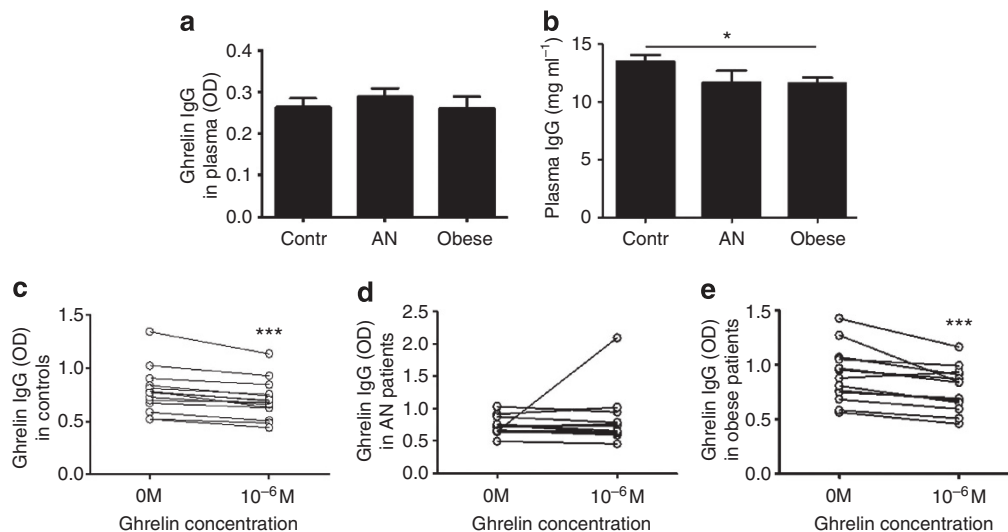 a
Ghrelin IgG
in plasma (OD)
0.4
0.3
0.2
0.1
0.0
Contr AN Obese
b
Plasma IgG (mg ml⁻¹)
15
10
5
0
*
Contr AN Obese
c
Ghrelin IgG (OD)
in controls
1.5
1.0
0.5
0.0
***
0M 10⁻⁶ M
Ghrelin concentration
d
Ghrelin IgG (OD)
in AN patients
2.5
2.0
1.5
1.0
0.5
0.0
0M 10⁻⁶ M
Ghrelin concentration
e
Ghrelin IgG (OD)
in obese patients
1.5
1.0
0.5
0.0
***
0M 10⁻⁶ M
Ghrelin concentration